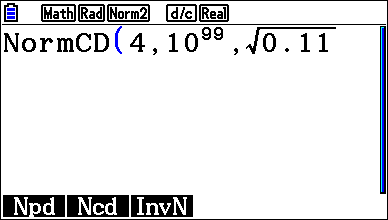 Math Rad Norm2 d/c Real
NormCD(4,10⁹⁹,√0.11
Npd Ncd InvN